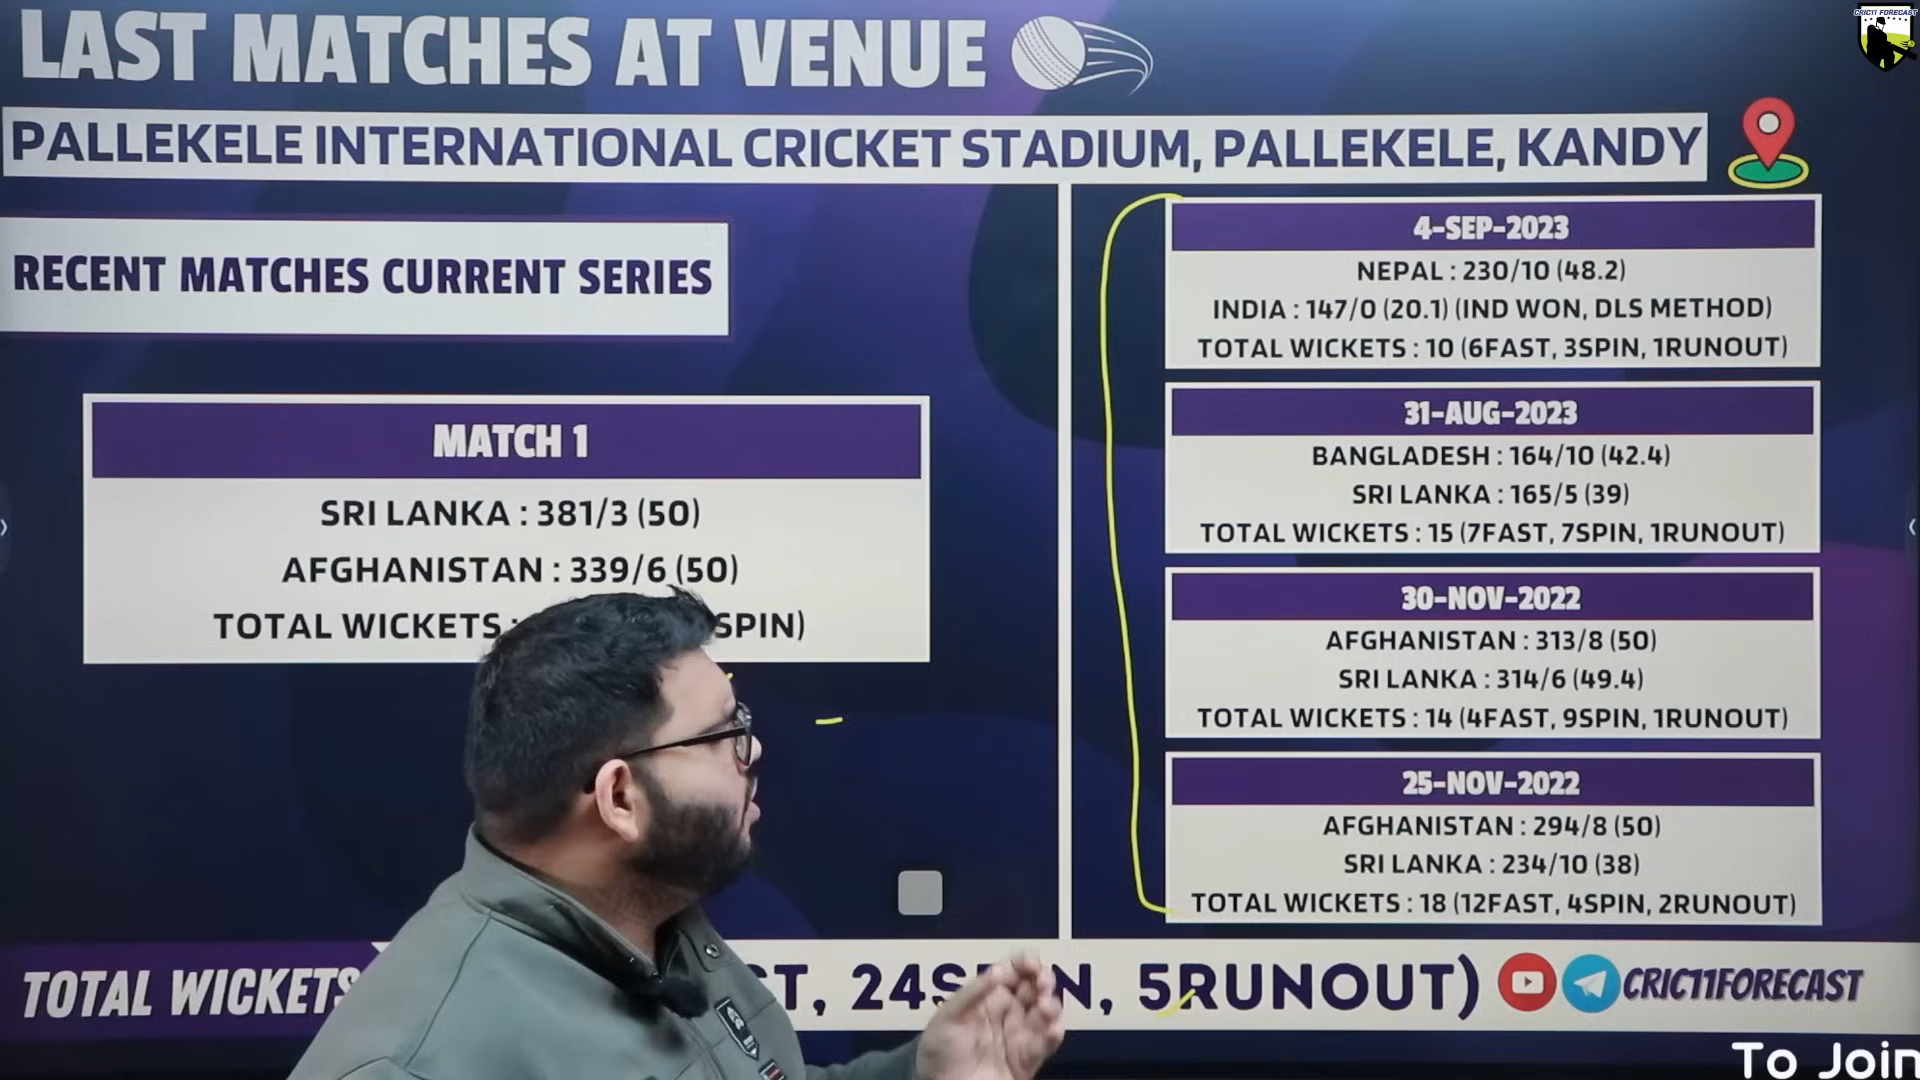 LAST MATCHES AT VENUE
CRIC11 FORECAST
PALLEKELE INTERNATIONAL CRICKET STADIUM, PALLEKELE, KANDY
RECENT MATCHES CURRENT SERIES
MATCH 1
SRI LANKA : 381/3 (50)
AFGHANISTAN : 339/6 (50)
TOTAL WICKETS : SPIN)
4-SEP-2023
NEPAL : 230/10 (48.2)
INDIA : 147/0 (20.1) (IND WON, DLS METHOD)
TOTAL WICKETS : 10 (6FAST, 3SPIN, 1RUNOUT)
31-AUG-2023
BANGLADESH : 164/10 (42.4)
SRI LANKA : 165/5 (39)
TOTAL WICKETS : 15 (7FAST, 7SPIN, 1RUNOUT)
30-NOV-2022
AFGHANISTAN : 313/8 (50)
SRI LANKA : 314/6 (49.4)
TOTAL WICKETS : 14 (4FAST, 9SPIN, 1RUNOUT)
25-NOV-2022
AFGHANISTAN : 294/8 (50)
SRI LANKA : 234/10 (38)
TOTAL WICKETS : 18 (12FAST, 4SPIN, 2RUNOUT)
TOTAL WICKETS ST, 24SPIN, 5RUNOUT) CRIC11FORECAST
To Join